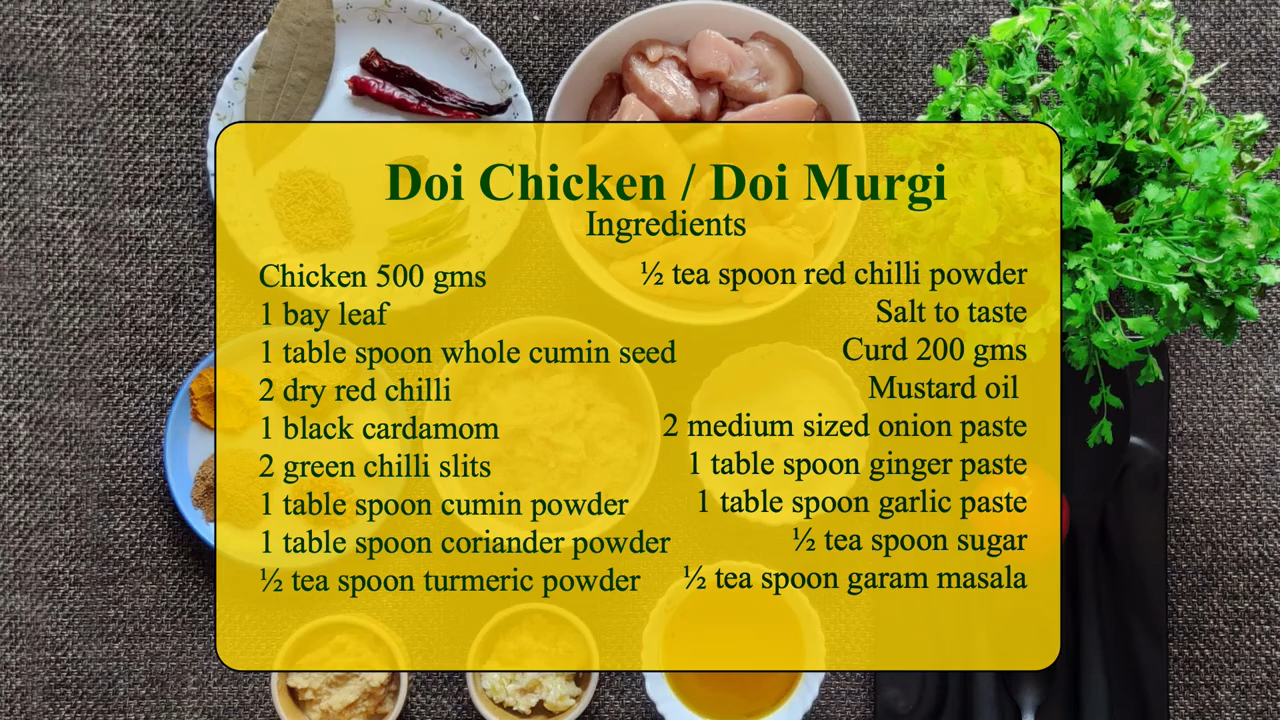 Doi Chicken / Doi Murgi
Ingredients
Chicken 500 gms
1 bay leaf
1 table spoon whole cumin seed
2 dry red chilli
1 black cardamom
2 green chilli slits
1 table spoon cumin powder
1 table spoon coriander powder
½ tea spoon turmeric powder
½ tea spoon red chilli powder
Salt to taste
Curd 200 gms
Mustard oil
2 medium sized onion paste
1 table spoon ginger paste
1 table spoon garlic paste
½ tea spoon sugar
½ tea spoon garam masala